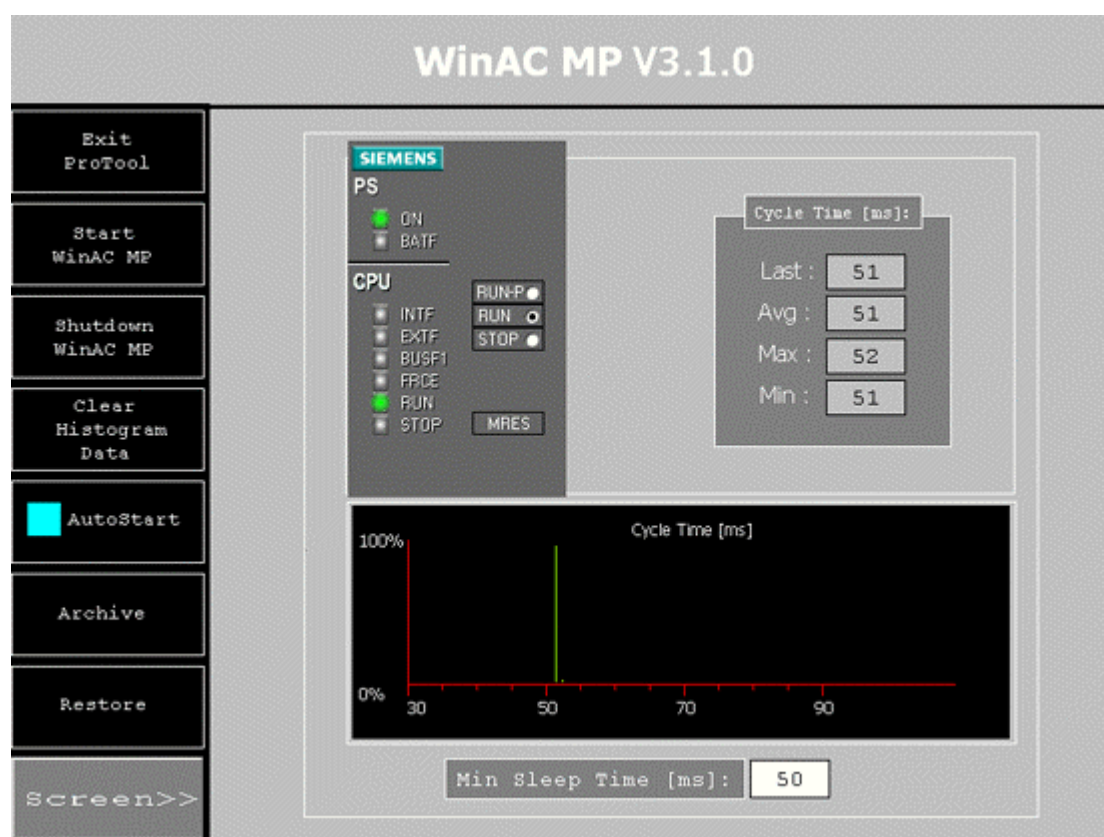 WinAC MP V3.1.0
Exit
ProTool
Start
WinAC MP
Shutdown
WinAC MP
Clear
Histogram
Data
AutoStart
Archive
Restore
Screen>>
SIEMENS
PS
ON
BATF
CPU
INTF
EXTF
BUSF1
FRCE
RUN
STOP
RUN-P
RUN
STOP
MRES
Cycle Time [ms]:
Last : 51
Avg : 51
Max : 52
Min : 51
Cycle Time [ms]
100%
0%
30 50 70 90
Min Sleep Time [ms]: 50